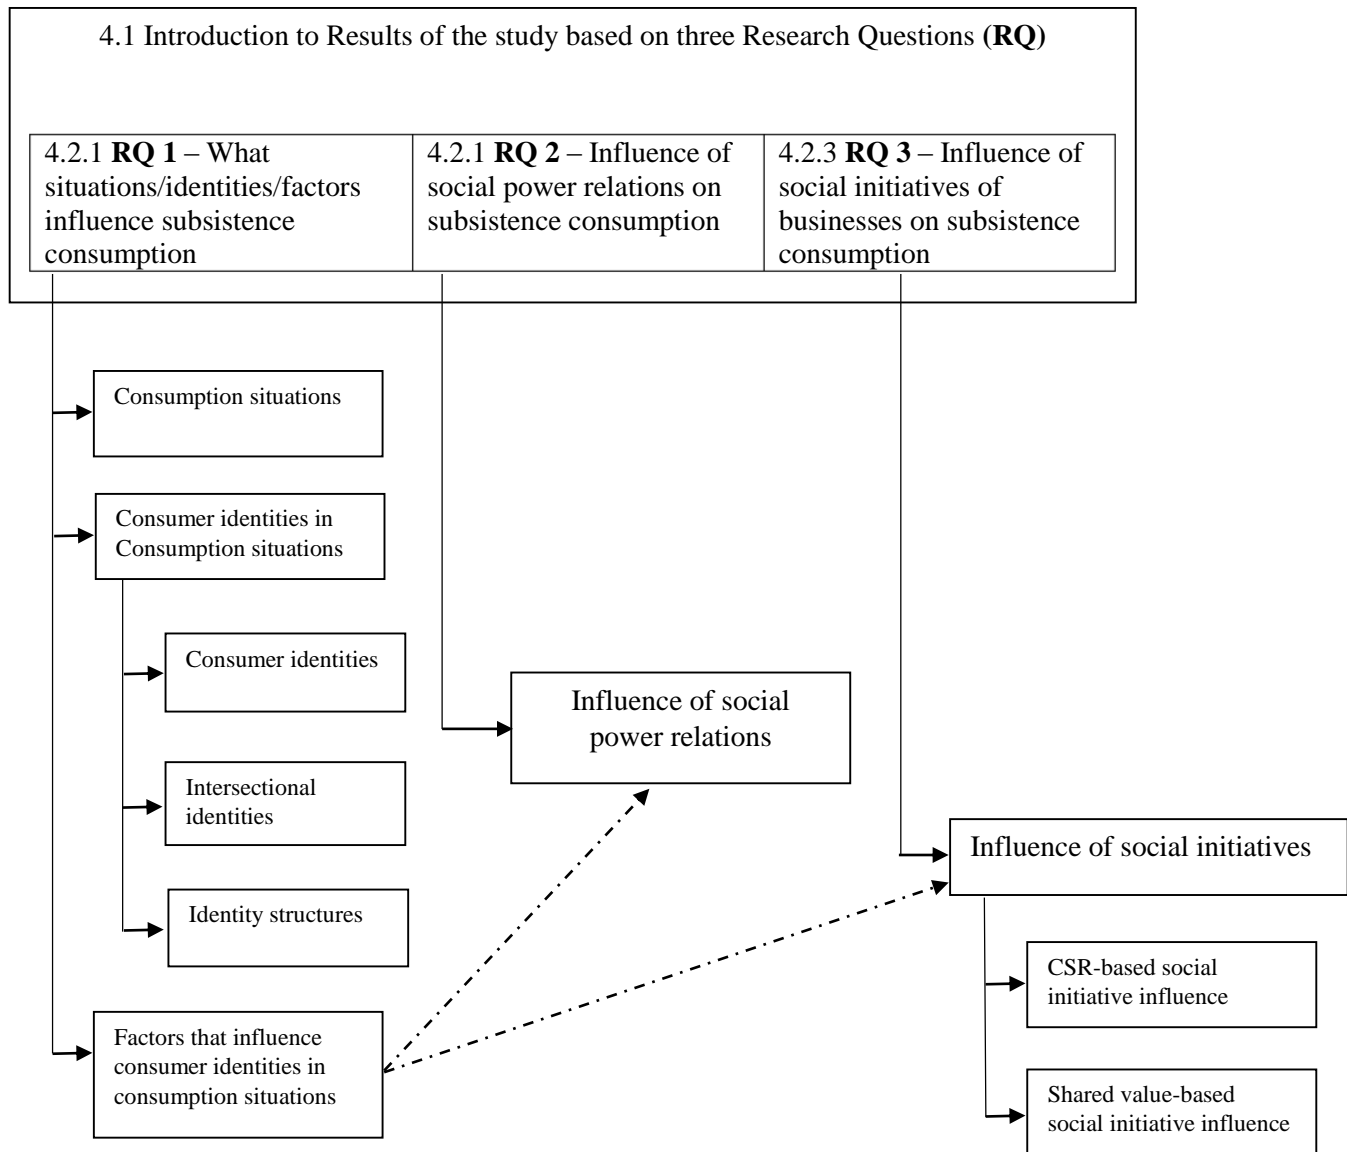 4.1 Introduction to Results of the study based on three Research Questions (RQ)
4.2.1 RQ 1 – What
situations/identities/factors
influence subsistence
consumption
4.2.1 RQ 2 – Influence of
social power relations on
subsistence consumption
4.2.3 RQ 3 – Influence of
social initiatives of
businesses on subsistence
consumption
Consumption situations
Consumer identities in
Consumption situations
Consumer identities
Intersectional
identities
Identity structures
Factors that influence
consumer identities in
consumption situations
Influence of social
power relations
Influence of social initiatives
CSR-based social
initiative influence
Shared value-based
social initiative influence